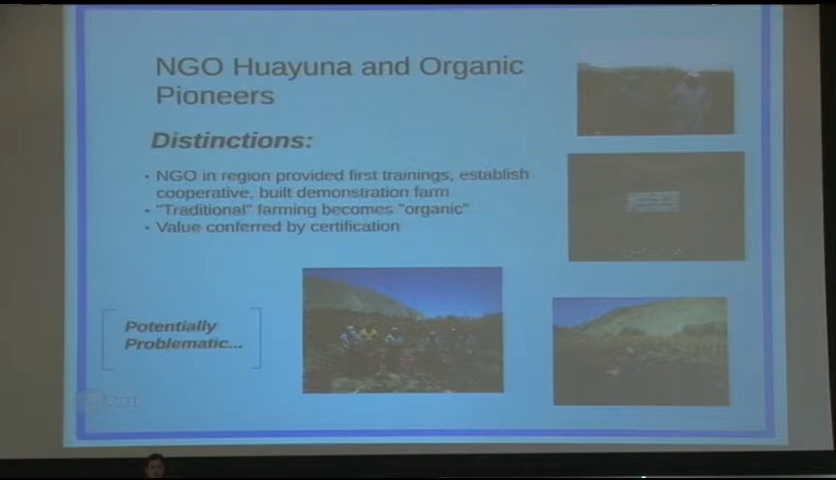 NGO Huayuna and Organic
Pioneers
Distinctions:
• NGO in region provided first trainings, establish
cooperative, built demonstration farm
• "Traditional" farming becomes "organic"
• Value conferred by certification
Potentially
Problematic...